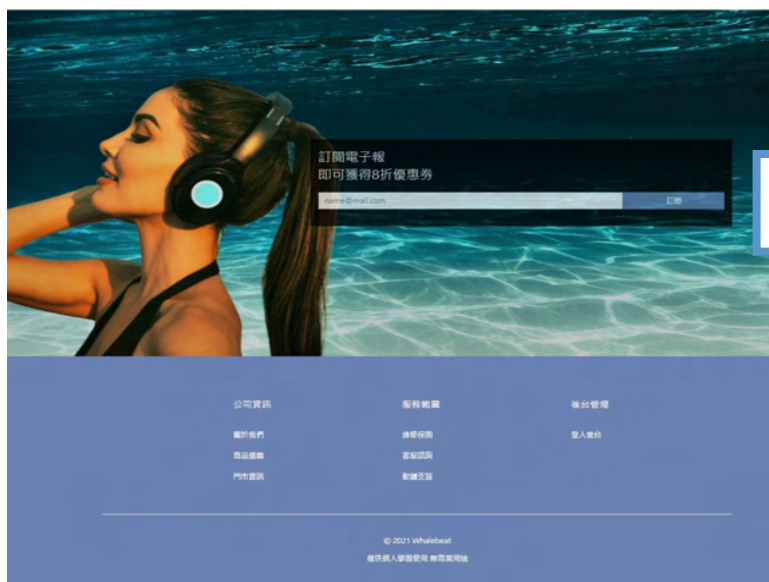 訂閱電子報
即可獲得8折優惠券
name@mail.com
訂閱
公司資訊
服務範圍
後台管理
關於我們
維修保固
登入後台
商品選購
客服諮詢
門市資訊
軟體支援
© 2021 Whalebeat
僅供個人學習使用 無商業用途